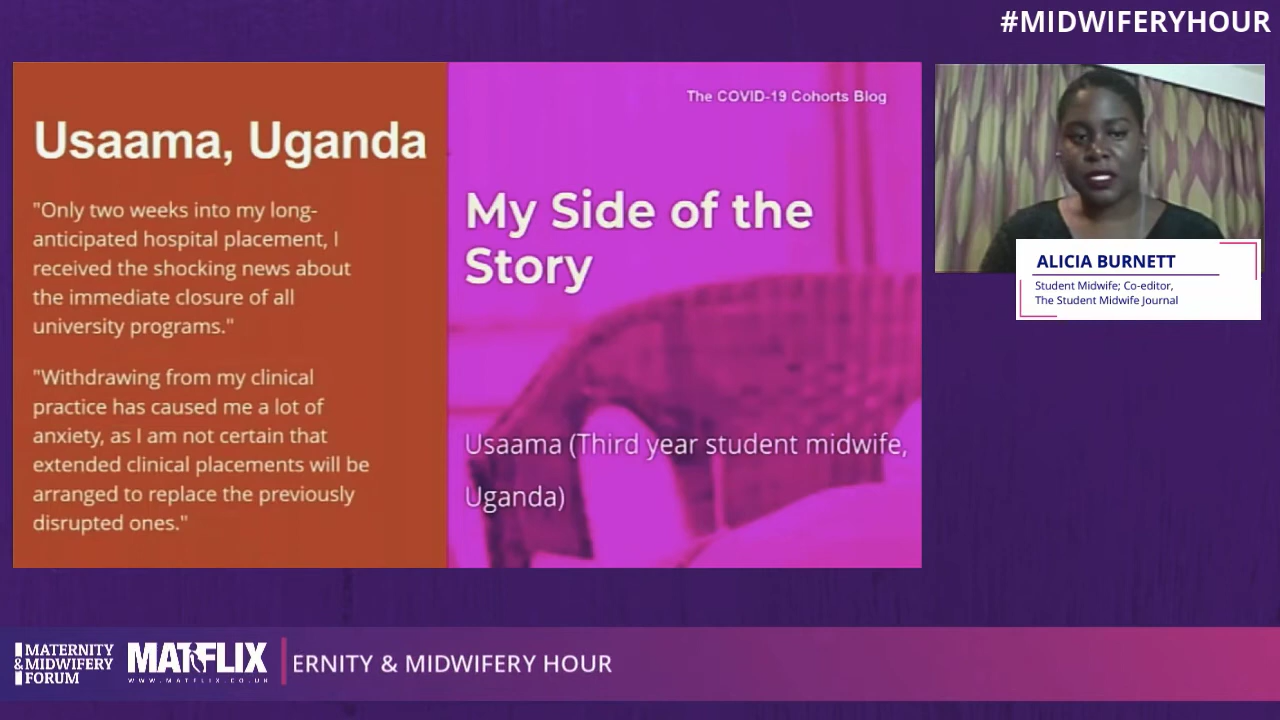 #MIDWIFERYHOUR
The COVID-19 Cohorts Blog
Usaama, Uganda
"Only two weeks into my long-
anticipated hospital placement, I
received the shocking news about
the immediate closure of all
university programs."
"Withdrawing from my clinical
practice has caused me a lot of
anxiety, as I am not certain that
extended clinical placements will be
arranged to replace the previously
disrupted ones."
My Side of the
Story
Usaama (Third year student midwife,
Uganda)
ALICIA BURNETT
Student Midwife; Co-editor,
The Student Midwife Journal
MATERNITY
&MIDWIFERY
FORUM
MATFLIX
WWW.MATFLIX.CO.UK
ERNITY & MIDWIFERY HOUR